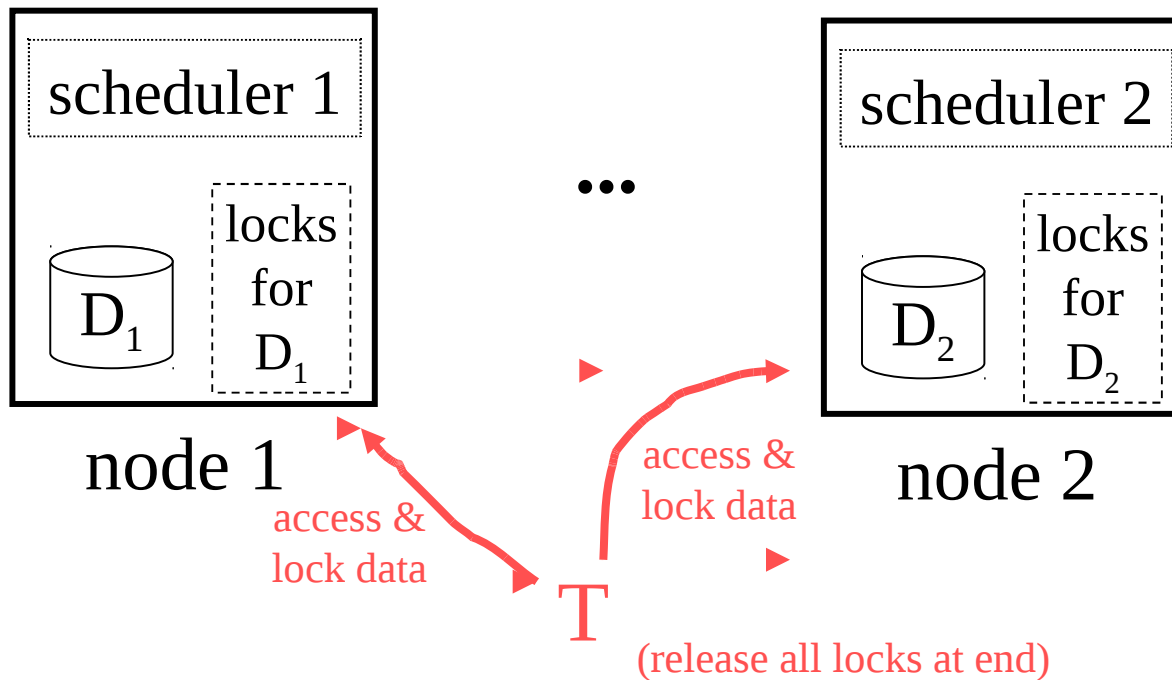 scheduler 1
locks
for
D₁
D₁
node 1
...
scheduler 2
locks
for
D₂
D₂
node 2
access &
lock data
access &
lock data
T
(release all locks at end)